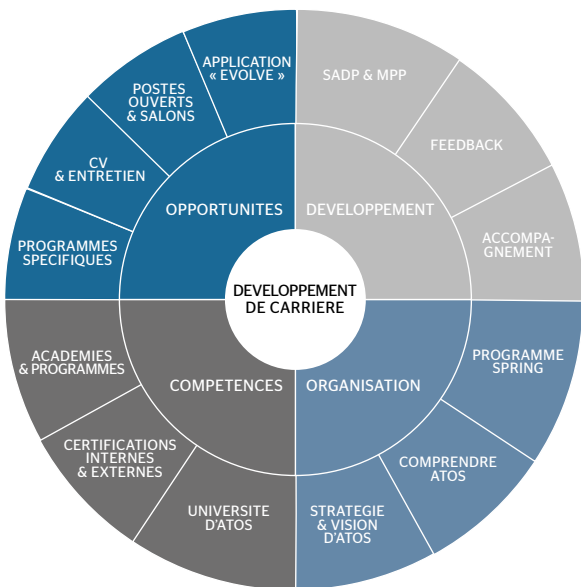 APPLICATION
« EVOLVE »
SADP & MPP
POSTES
OUVERTS
& SALONS
FEEDBACK
CV
& ENTRETIEN
OPPORTUNITES
DEVELOPPEMENT
PROGRAMMES
SPECIFIQUES
ACCOMPA-
GNEMENT
DEVELOPPEMENT
DE CARRIERE
ACADEMIES
& PROGRAMMES
COMPETENCES
ORGANISATION
PROGRAMME
SPRING
CERTIFICATIONS
INTERNES
& EXTERNES
COMPRENDRE
ATOS
UNIVERSITE
D'ATOS
STRATEGIE
& VISION
D'ATOS